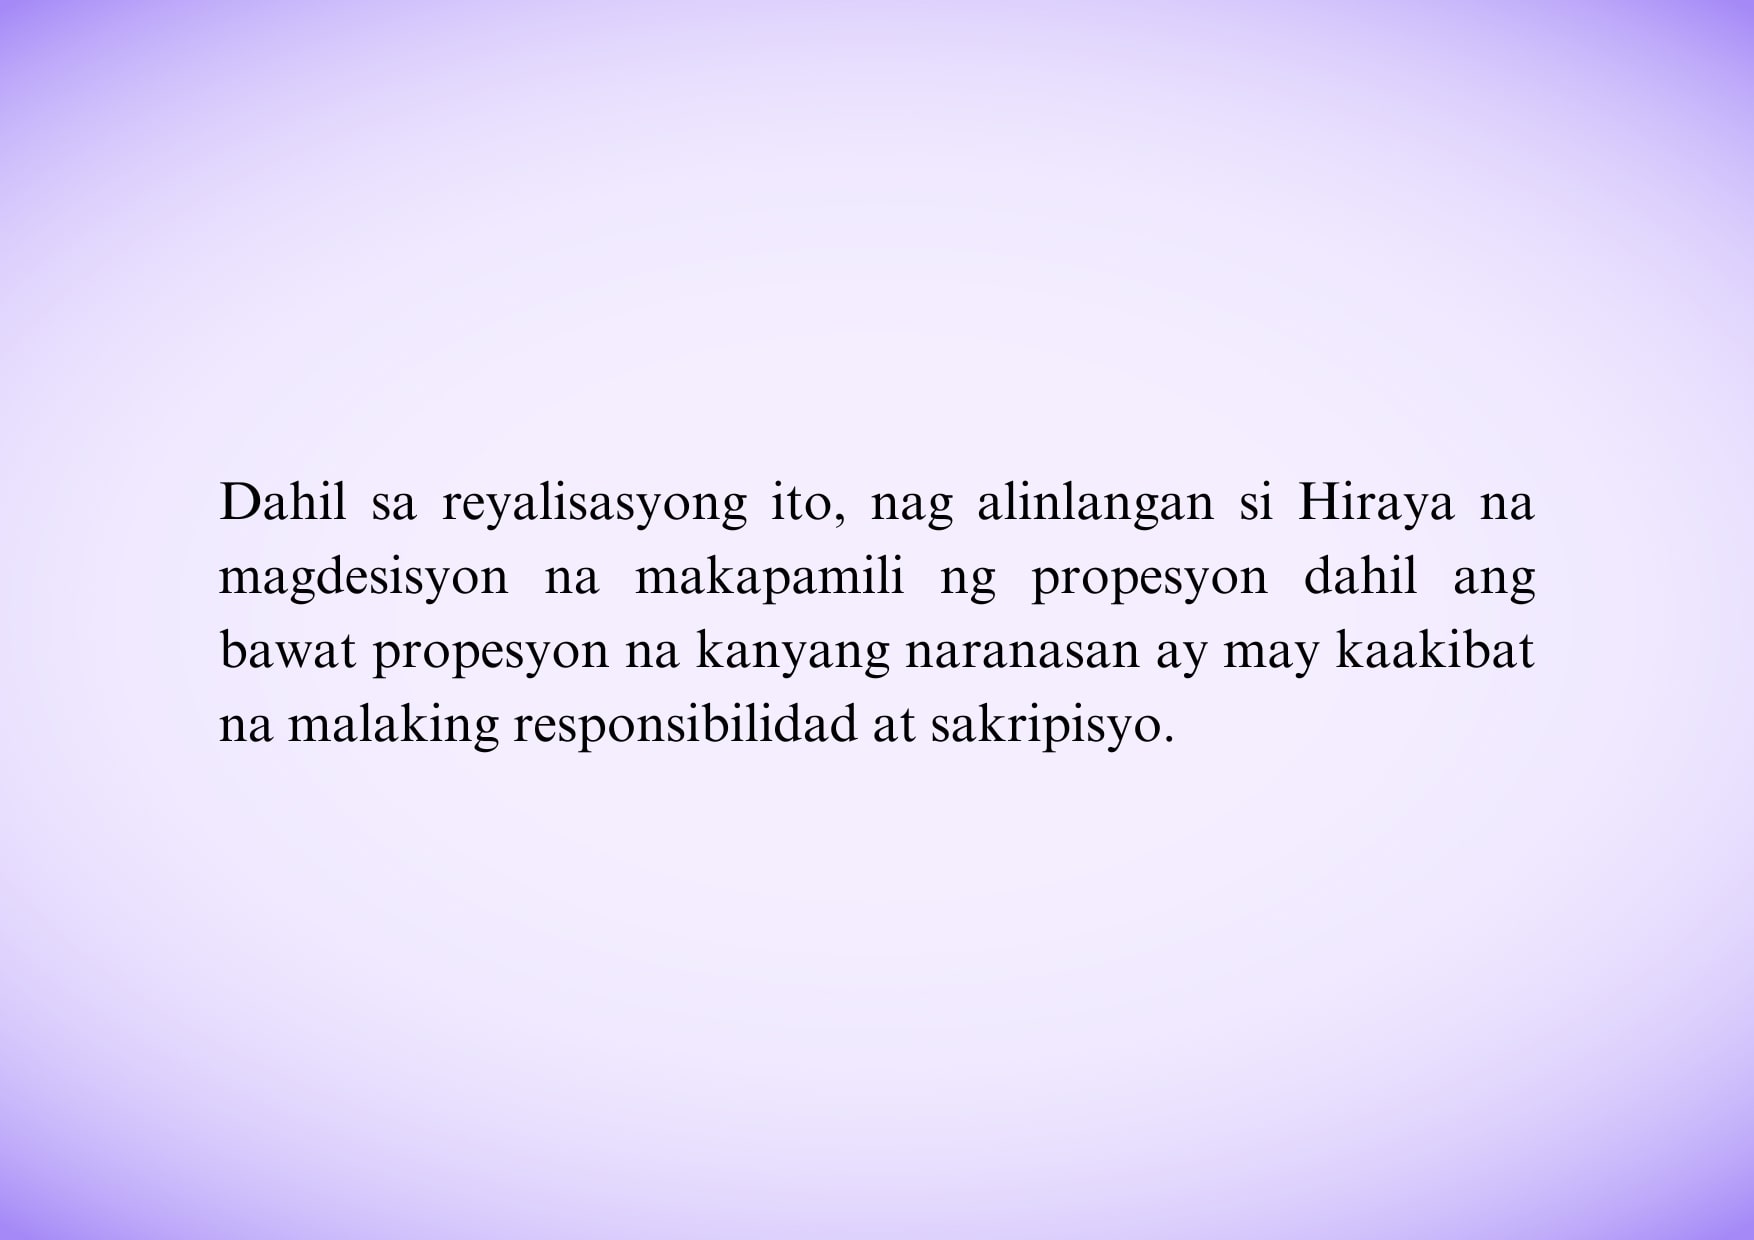 Dahil sa reyalisasyong ito, nag alinlangan si Hiraya na
magdesisyon na makapamili ng propesyon dahil ang
bawat propesyon na kanyang naranasan ay may kaakibat
na malaking responsibilidad at sakripisyo.